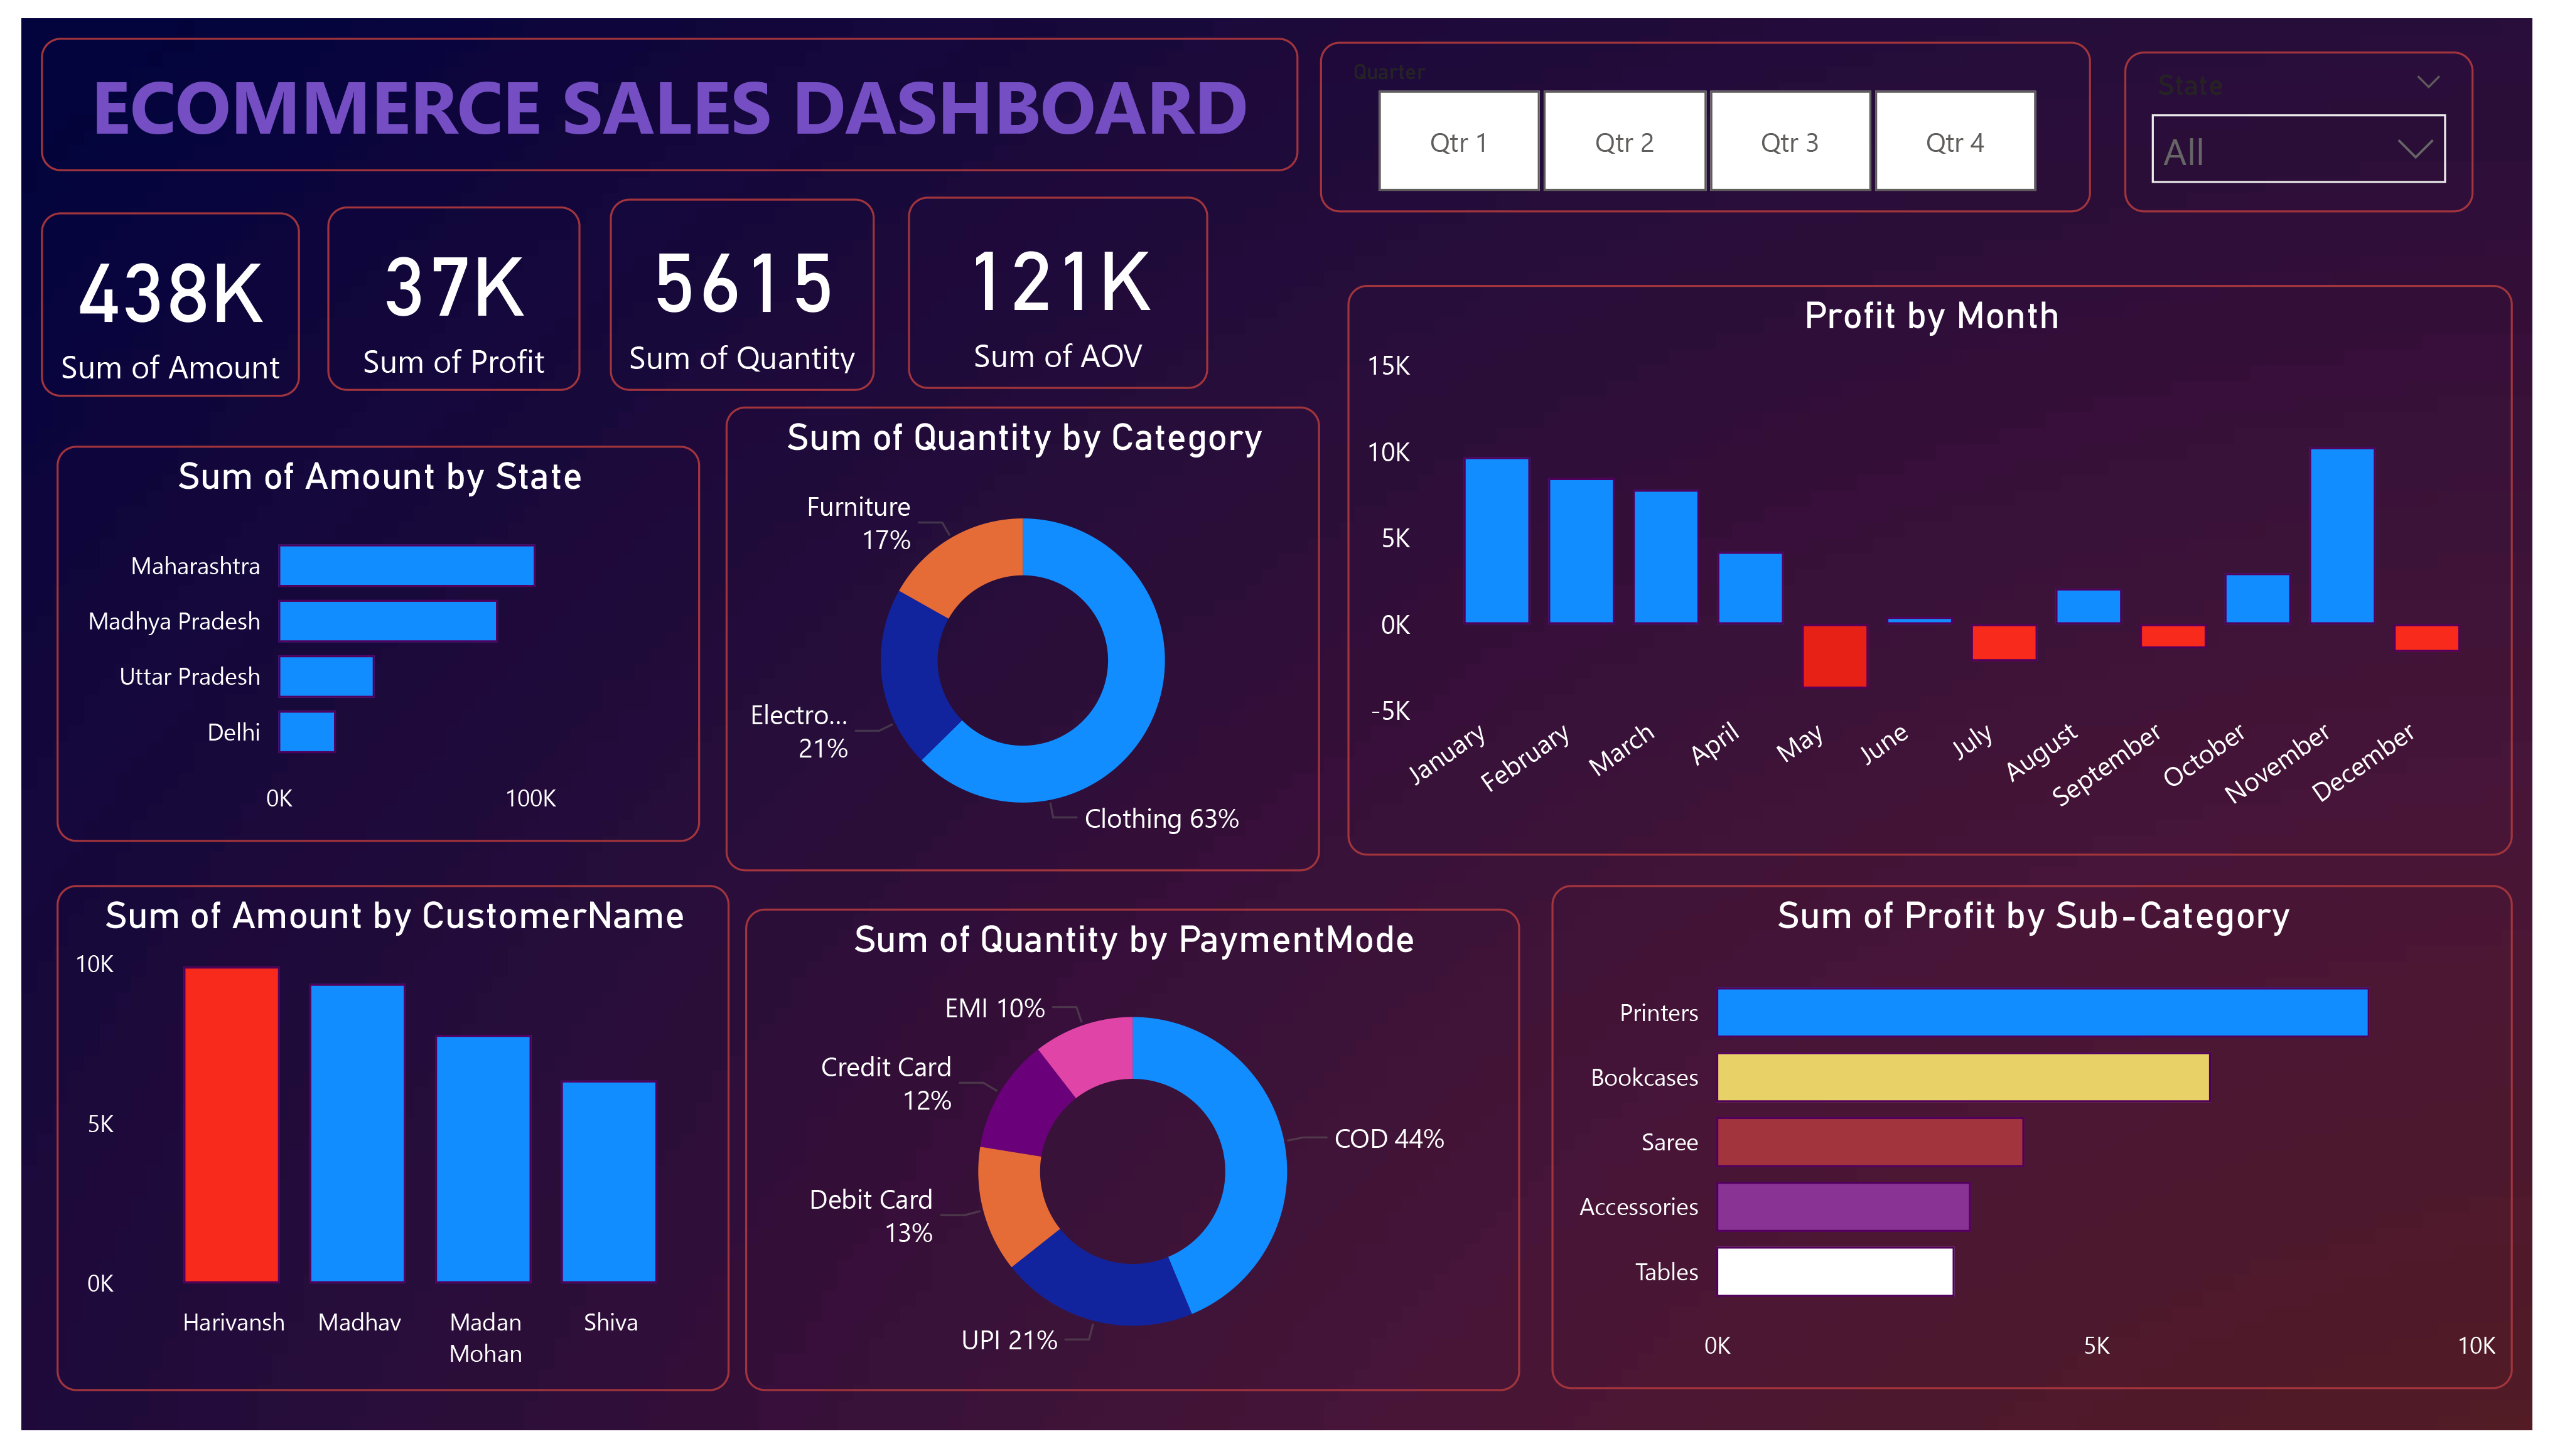 ECOMMERCE SALES DASHBOARD
Quarter
Qtr 1
Qtr 2
Qtr 3
Qtr 4
State
All
438K
Sum of Amount
37K
Sum of Profit
5615
Sum of Quantity
121K
Sum of AOV
Sum of Amount by State
Maharashtra
Madhya Pradesh
Uttar Pradesh
Delhi
0K
100K
Sum of Quantity by Category
Furniture
17%
Electro...
21%
Clothing 63%
Profit by Month
15K
10K
5K
0K
-5K
January
February
March
April
May
June
July
August
September
October
November
December
Sum of Amount by CustomerName
10K
5K
0K
Harivansh
Madhav
Madan
Mohan
Shiva
Sum of Quantity by PaymentMode
EMI 10%
Credit Card
12%
COD 44%
Debit Card
13%
UPI 21%
Sum of Profit by Sub-Category
Printers
Bookcases
Saree
Accessories
Tables
0K
5K
10K